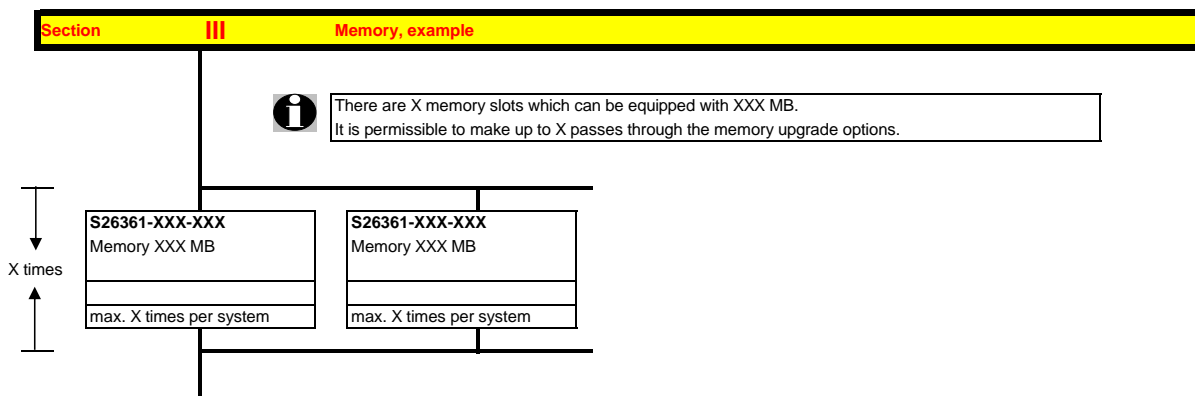 Section III Memory, example
There are X memory slots which can be equipped with XXX MB.
It is permissible to make up to X passes through the memory upgrade options.
X times
S26361-XXX-XXX
Memory XXX MB
max. X times per system
S26361-XXX-XXX
Memory XXX MB
max. X times per system